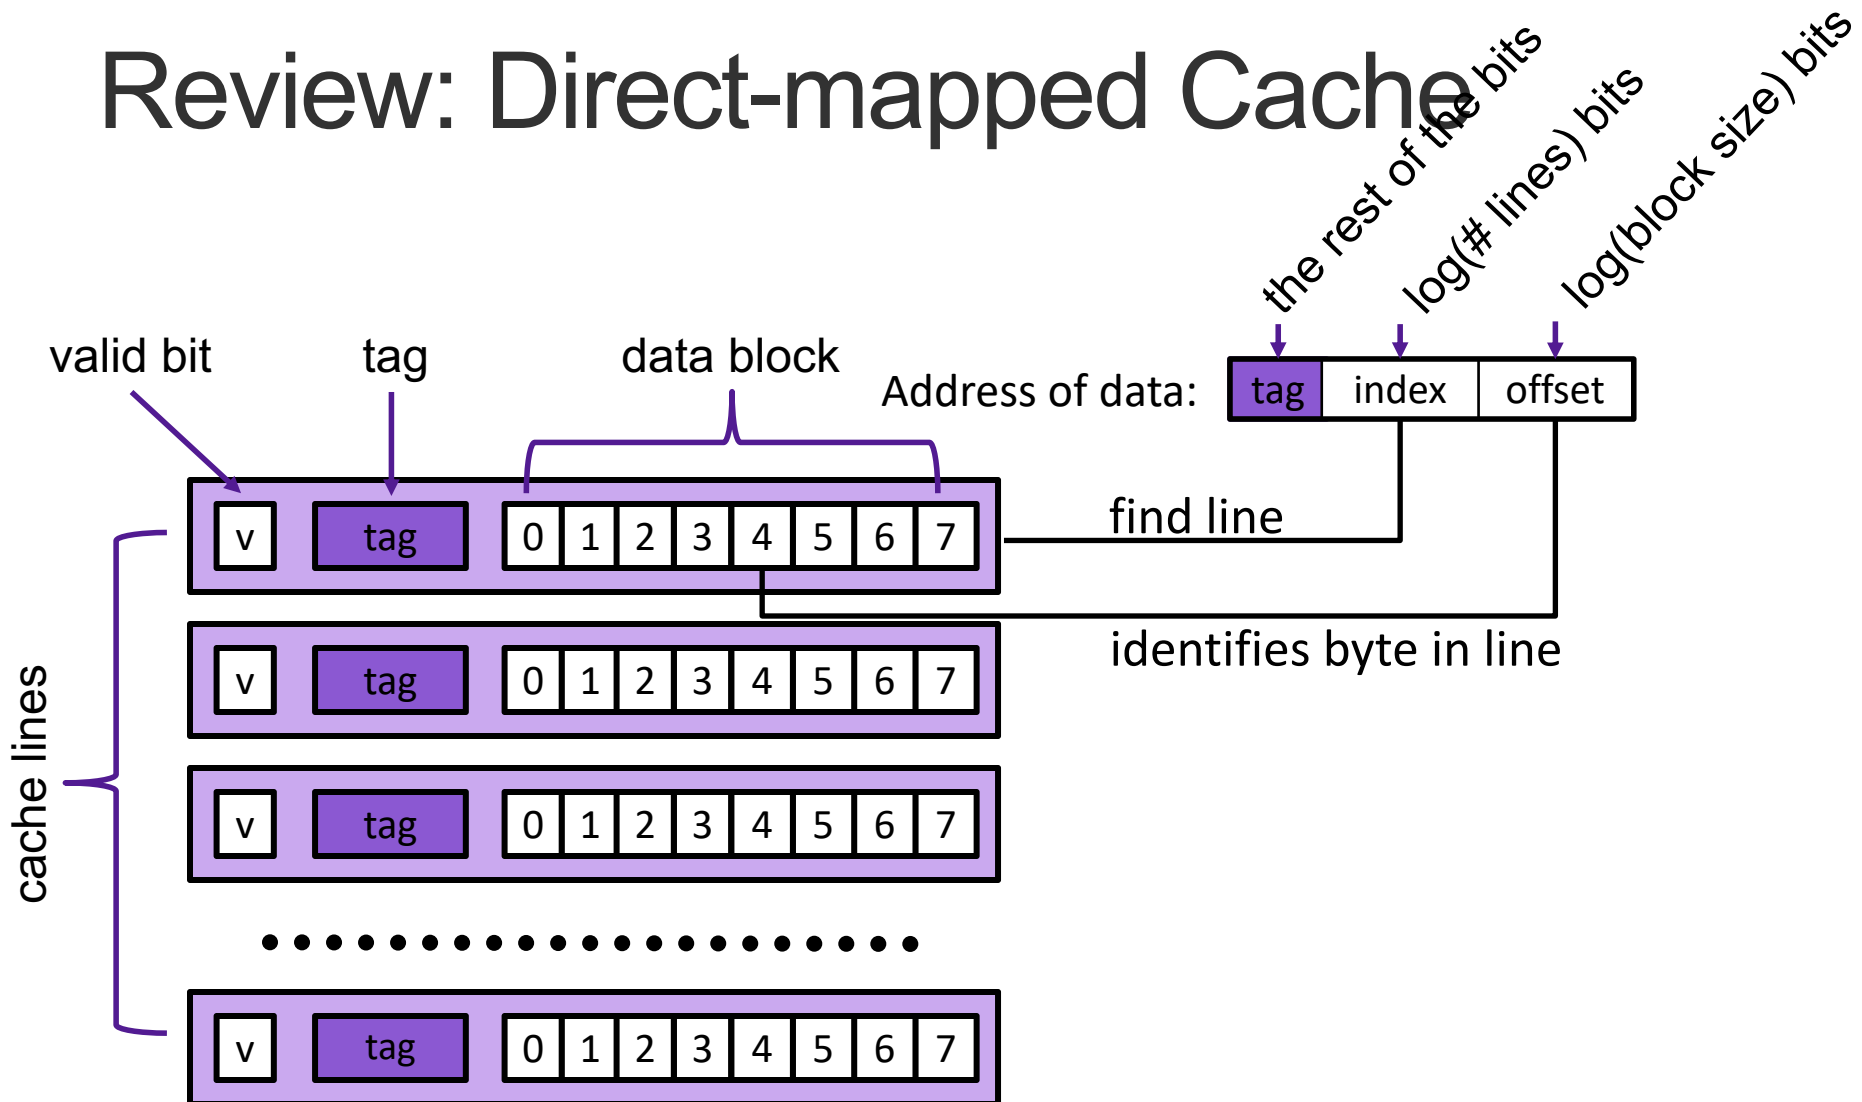 Review: Direct-mapped Cache
the rest of the bits
log(# lines) bits
log(block size) bits
valid bit
tag
data block
Address of data:
tag index offset
v tag 0 1 2 3 4 5 6 7
find line
identifies byte in line
v tag 0 1 2 3 4 5 6 7
cache lines
v tag 0 1 2 3 4 5 6 7
v tag 0 1 2 3 4 5 6 7